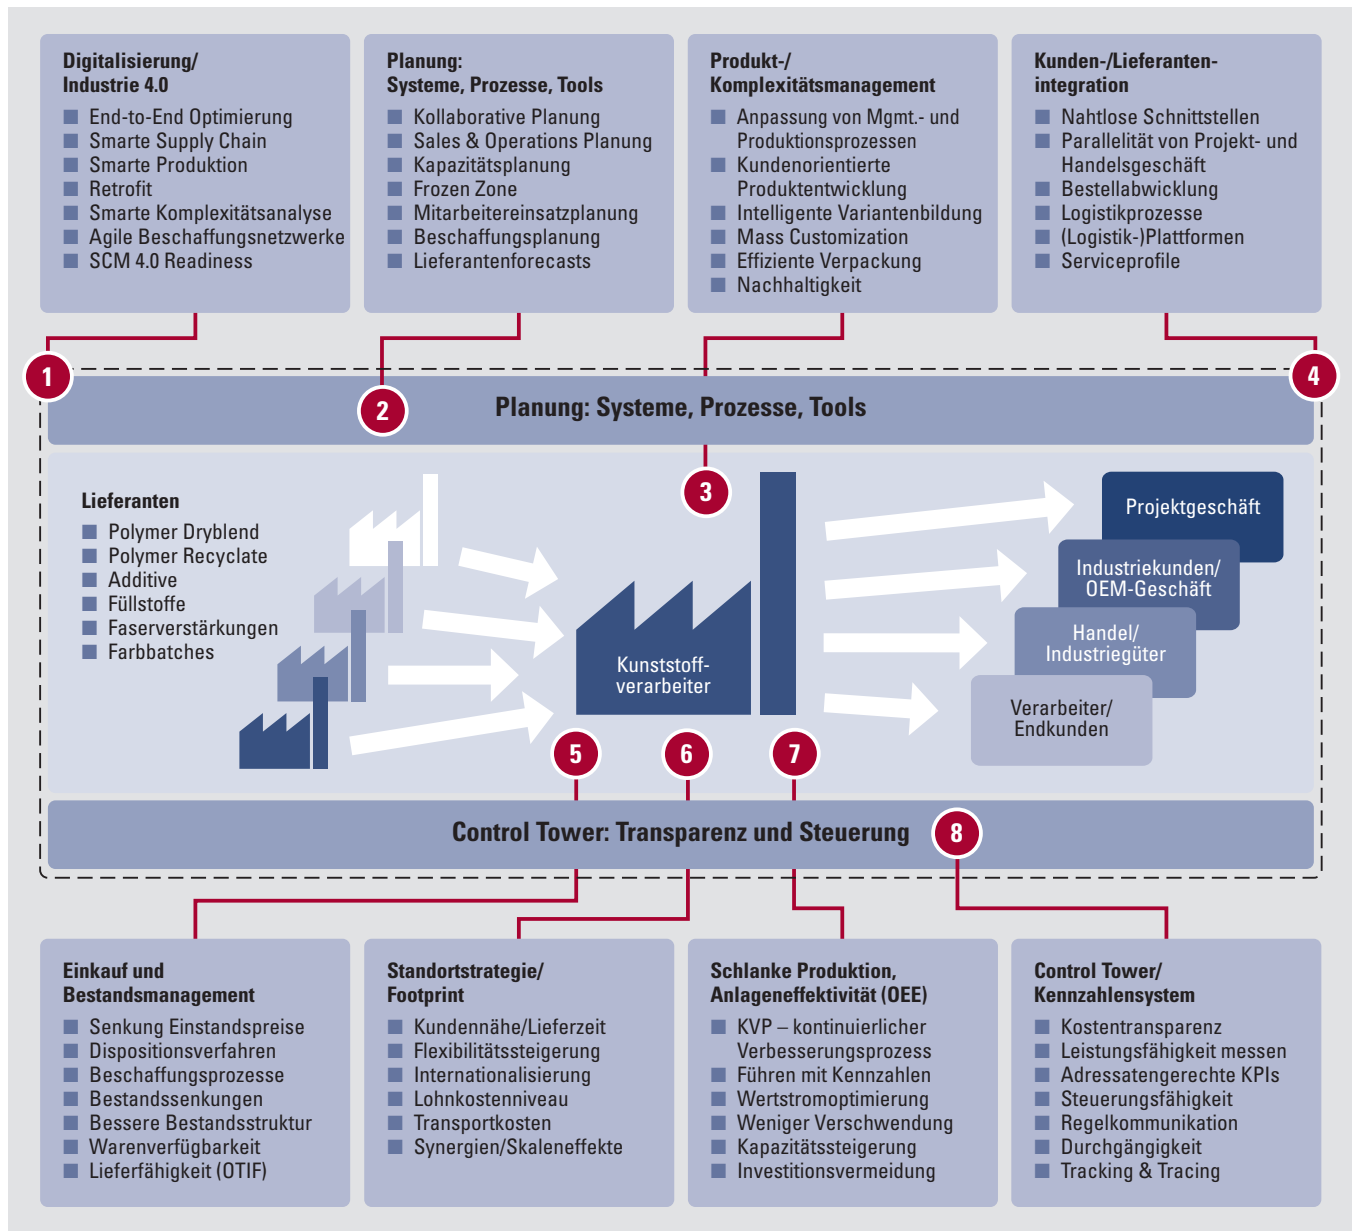 Digitalisierung/
Industrie 4.0
■ End-to-End Optimierung
■ Smarte Supply Chain
■ Smarte Produktion
■ Retrofit
■ Smarte Komplexitätsanalyse
■ Agile Beschaffungsnetzwerke
■ SCM 4.0 Readiness
Planung:
Systeme, Prozesse, Tools
■ Kollaborative Planung
■ Sales & Operations Planung
■ Kapazitätsplanung
■ Frozen Zone
■ Mitarbeitereinsatzplanung
■ Beschaffungsplanung
■ Lieferantenforecasts
Produkt-/
Komplexitätsmanagement
■ Anpassung von Mgmt.- und
Produktionsprozessen
■ Kundenorientierte
Produktentwicklung
■ Intelligente Variantenbildung
■ Mass Customization
■ Effiziente Verpackung
■ Nachhaltigkeit
Kunden-/Lieferanten-
integration
■ Nahtlose Schnittstellen
■ Parallelität von Projekt- und
Handelsgeschäft
■ Bestellabwicklung
■ Logistikprozesse
■ (Logistik-)Plattformen
■ Serviceprofile
1
2
Planung: Systeme, Prozesse, Tools
4
3
Lieferanten
■ Polymer Dryblend
■ Polymer Recyclate
■ Additive
■ Füllstoffe
■ Faserverstärkungen
■ Farbbatches
Kunststoff-
verarbeiter
Projektgeschäft
Industriekunden/
OEM-Geschäft
Handel/
Industriegüter
Verarbeiter/
Endkunden
5
6
7
Control Tower: Transparenz und Steuerung
8
Einkauf und
Bestandsmanagement
■ Senkung Einstandspreise
■ Dispositionsverfahren
■ Beschaffungsprozesse
■ Bestandssenkungen
■ Bessere Bestandsstruktur
■ Warenverfügbarkeit
■ Lieferfähigkeit (OTIF)
Standortstrategie/
Footprint
■ Kundennähe/Lieferzeit
■ Flexibilitätssteigerung
■ Internationalisierung
■ Lohnkostenniveau
■ Transportkosten
■ Synergien/Skaleneffekte
Schlanke Produktion,
Anlageneffektivität (OEE)
■ KVP – kontinuierlicher
Verbesserungsprozess
■ Führen mit Kennzahlen
■ Wertstromoptimierung
■ Weniger Verschwendung
■ Kapazitätssteigerung
■ Investitionsvermeidung
Control Tower/
Kennzahlensystem
■ Kostentransparenz
■ Leistungsfähigkeit messen
■ Adressatengerechte KPIs
■ Steuerungsfähigkeit
■ Regelkommunikation
■ Durchgängigkeit
■ Tracking & Tracing